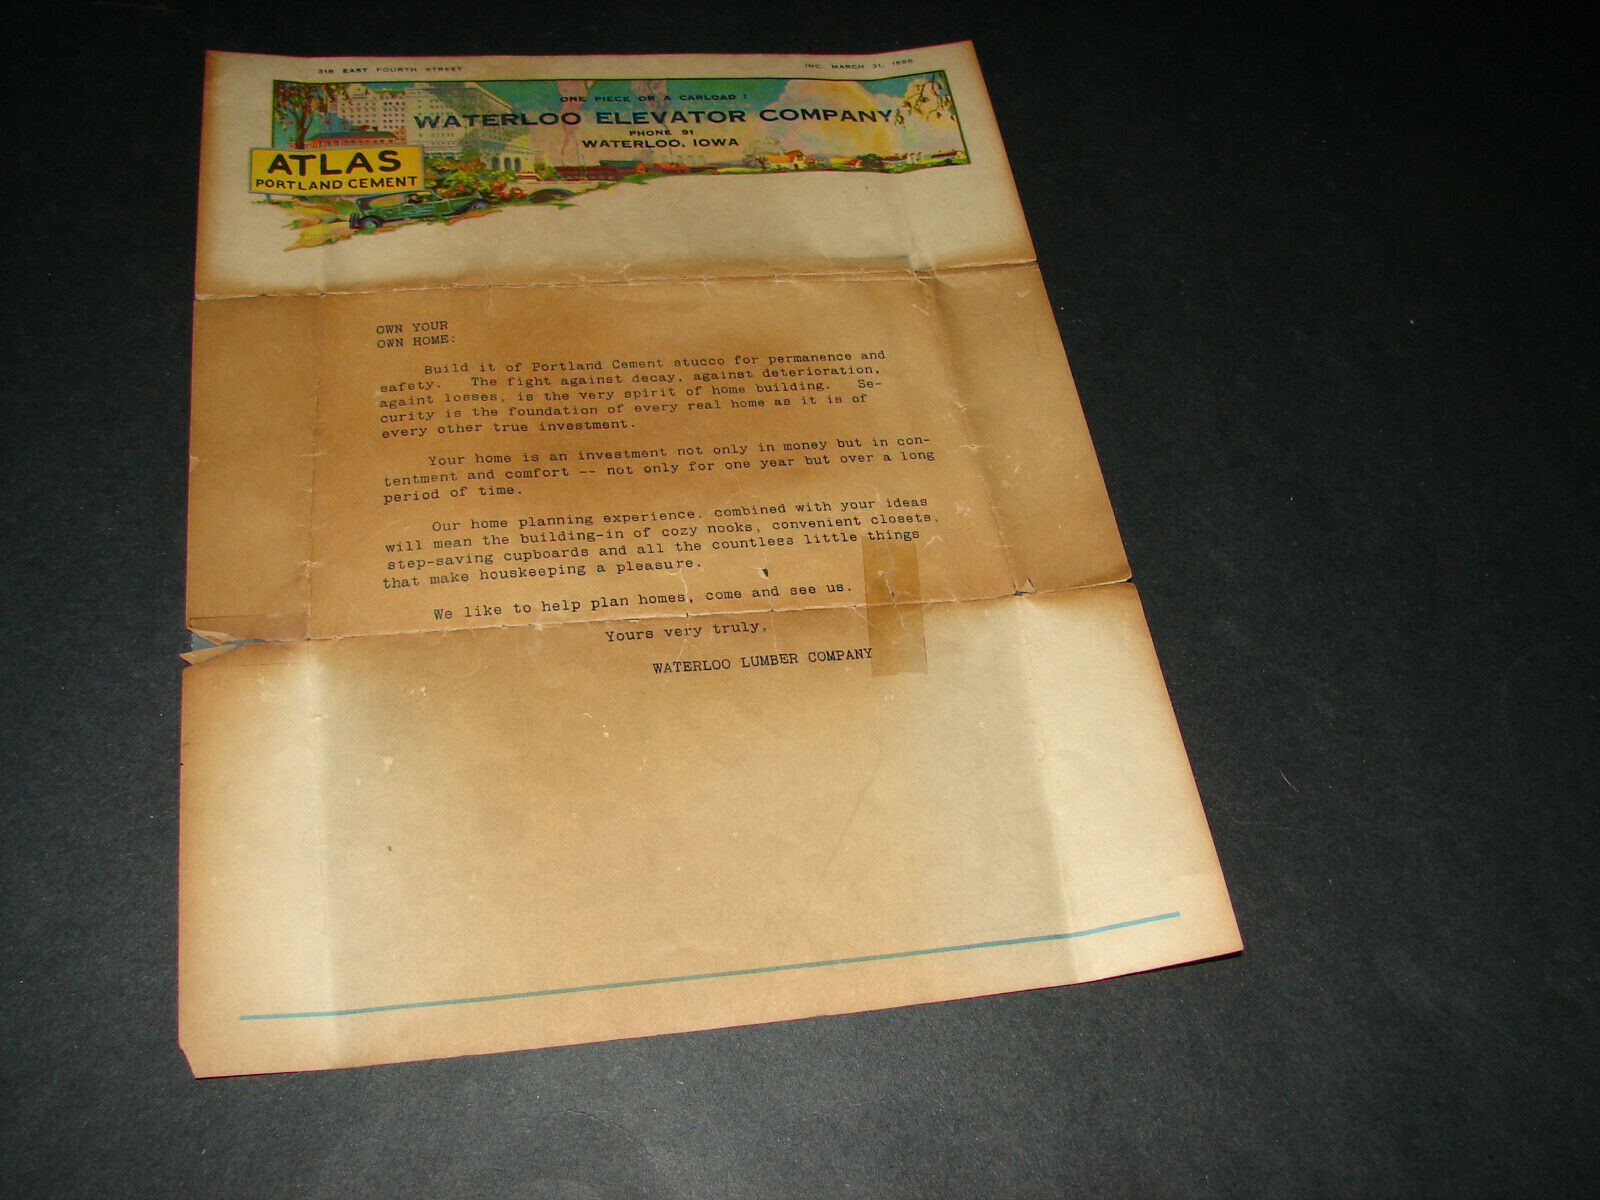 318 EAST FOURTH STREET
INC. MARCH 31,
ONE PIECE OR A CARLOAD !
WATERLOO ELEVATOR COMPANY
PHONE 91
WATERLOO, IOWA
ATLAS
PORTLAND CEMENT
OWN YOUR
OWN HOME:
Build it of Portland Cement stucco for permanence and
safety. The fight against decay, against deterioration,
againt losses, is the very spirit of home building. Se-
curity is the foundation of every real home as it is of
every other true investment.
Your home is an investment not only in money but in con-
tentment and comfort -- not only for one year but over a long
period of time.
Our home planning experience, combined with your ideas
will mean the building-in of cozy nooks, convenient closets,
step-saving cupboards and all the countless little things
that make houskeeping a pleasure.
We like to help plan homes, come and see us.
Yours very truly,
WATERLOO LUMBER COMPANY